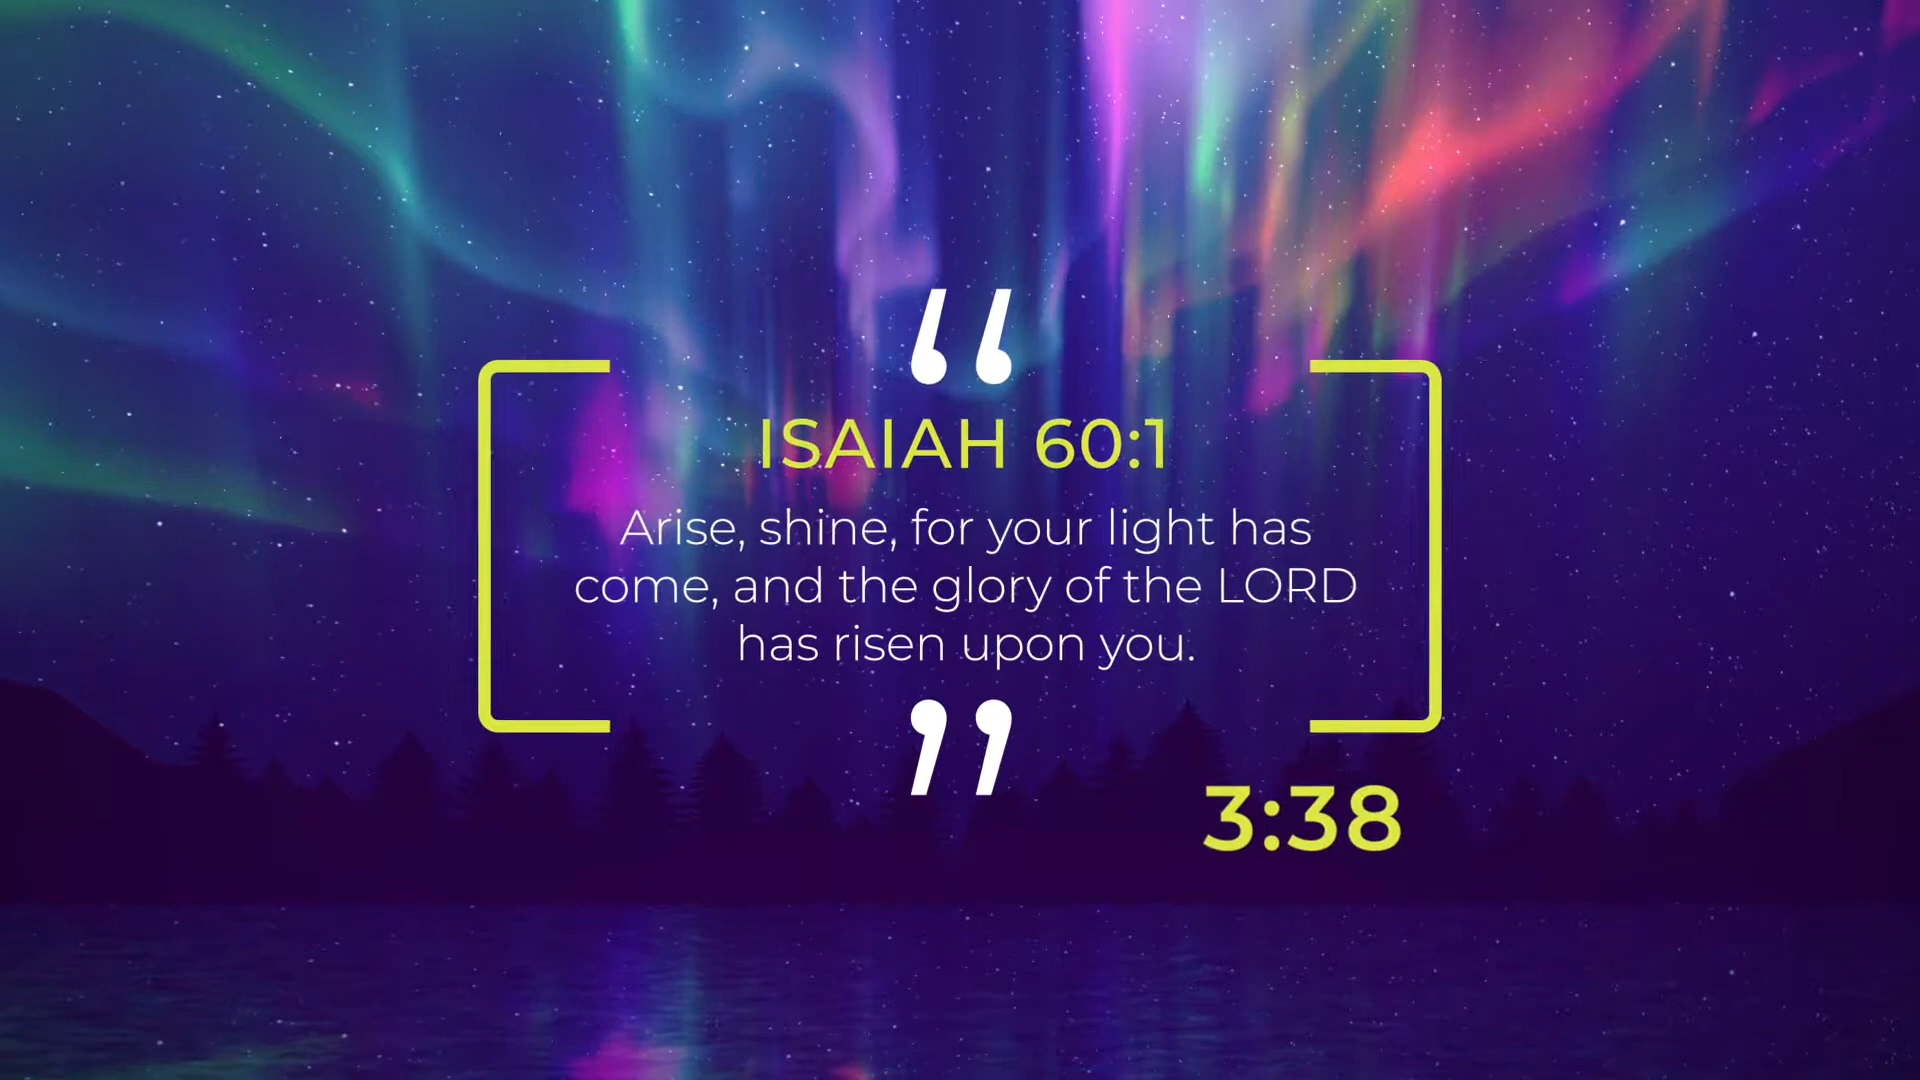 “
ISAIAH 60:1
Arise, shine, for your light has
come, and the glory of the LORD
has risen upon you.
”
3:38